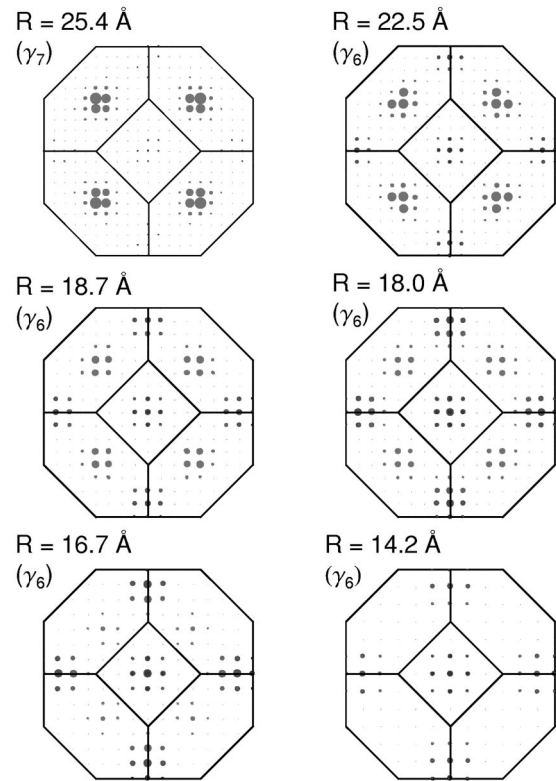 R = 25.4 Å
(γ₇)
R = 22.5 Å
(γ₆)
R = 18.7 Å
(γ₆)
R = 18.0 Å
(γ₆)
R = 16.7 Å
(γ₆)
R = 14.2 Å
(γ₆)